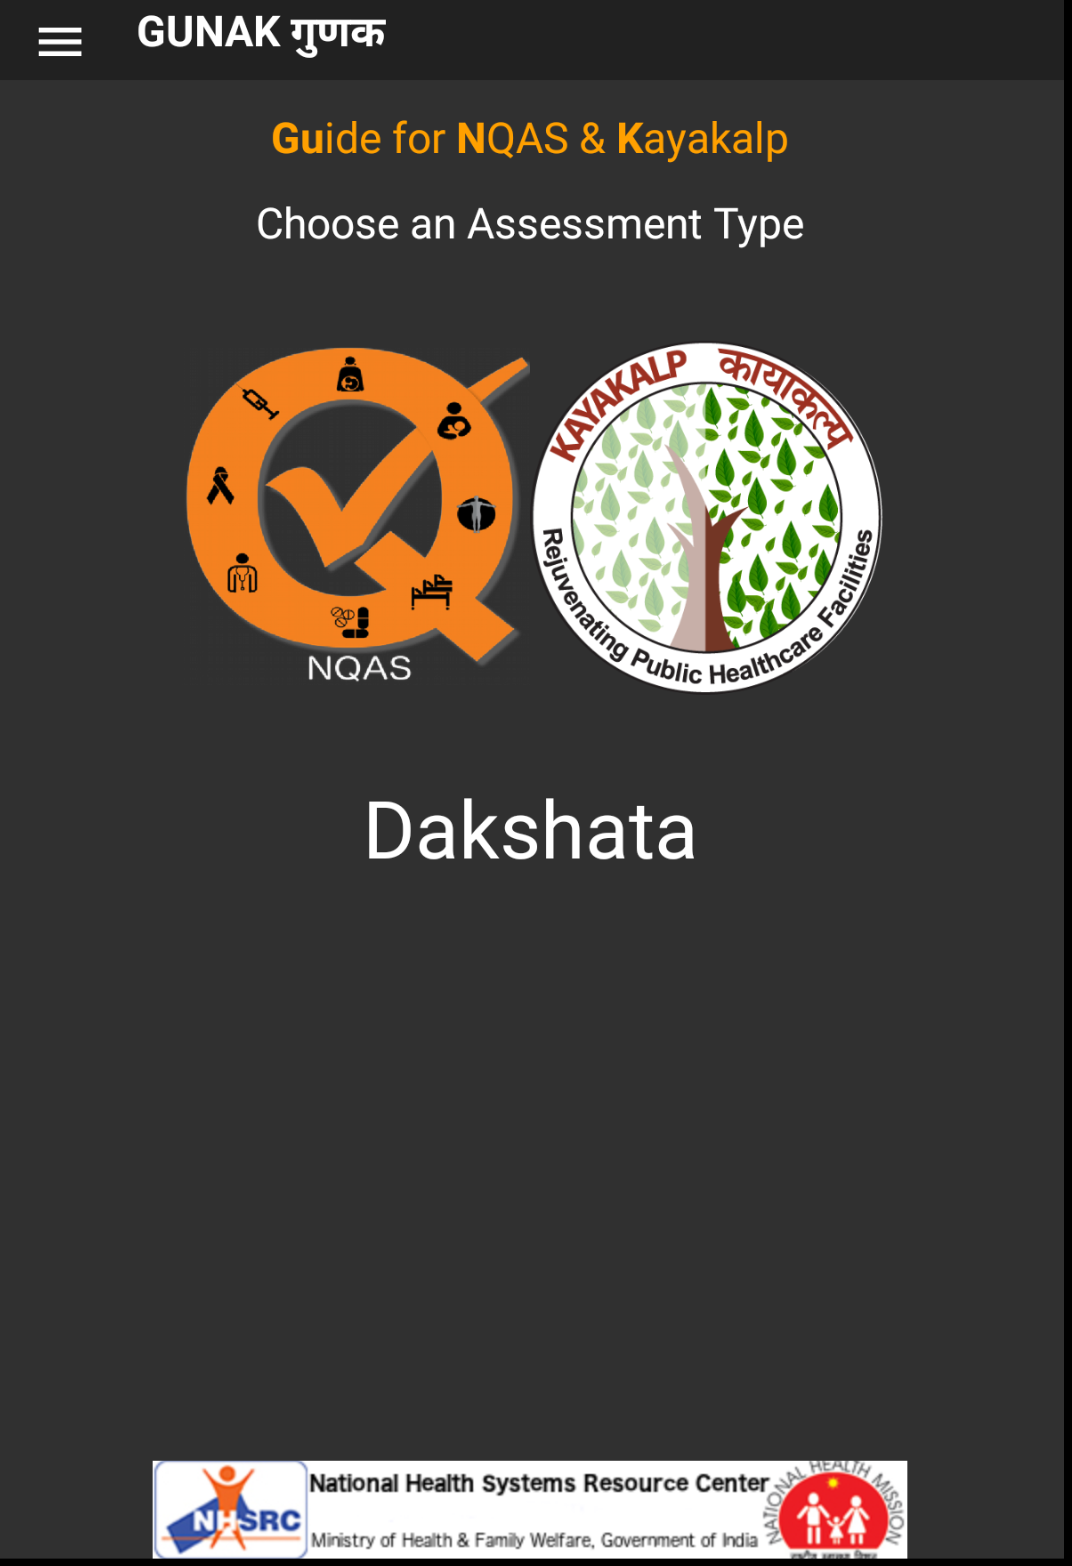 GUNAK गुणक
Guide for NQAS & Kayakalp
Choose an Assessment Type
NQAS
KAYAKALP कायाकल्प
Rejuvenating Public Healthcare Facilities
Dakshata
NHSRC
National Health Systems Resource Center
Ministry of Health & Family Welfare, Government of India
NATIONAL HEALTH MISSION